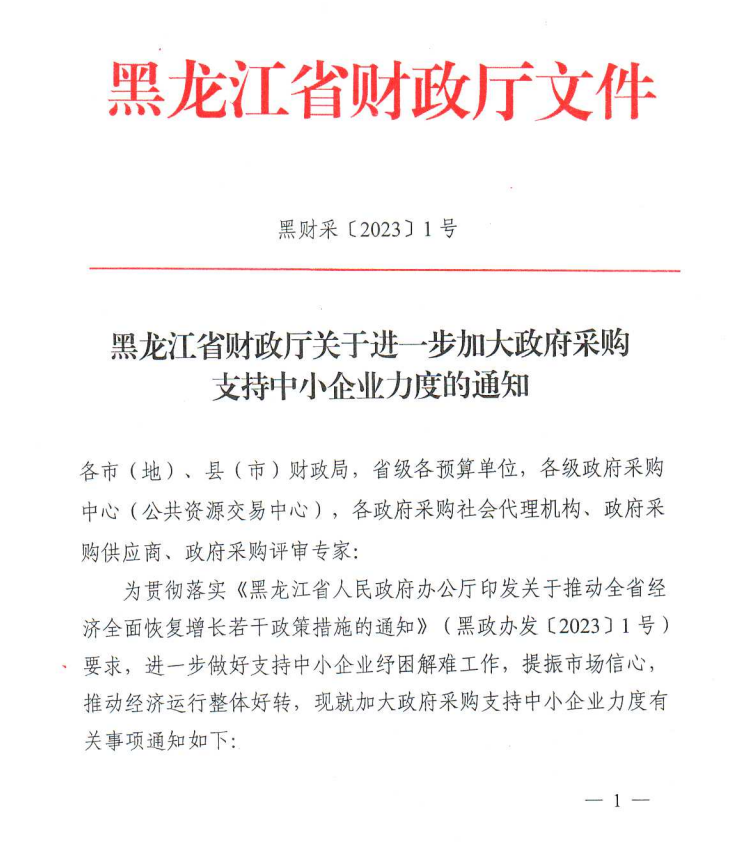 黑龙江省财政厅文件
黑财采〔2023〕1号
黑龙江省财政厅关于进一步加大政府采购
支持中小企业力度的通知
各市（地）、县（市）财政局，省级各预算单位，各级政府采购
中心（公共资源交易中心），各政府采购社会代理机构、政府采
购供应商、政府采购评审专家：
为贯彻落实《黑龙江省人民政府办公厅印发关于推动全省经
济全面恢复增长若干政策措施的通知》（黑政办发〔2023〕1号）
要求，进一步做好支持中小企业纾困解难工作，提振市场信心，
推动经济运行整体好转，现就加大政府采购支持中小企业力度有
关事项通知如下：
— 1 —